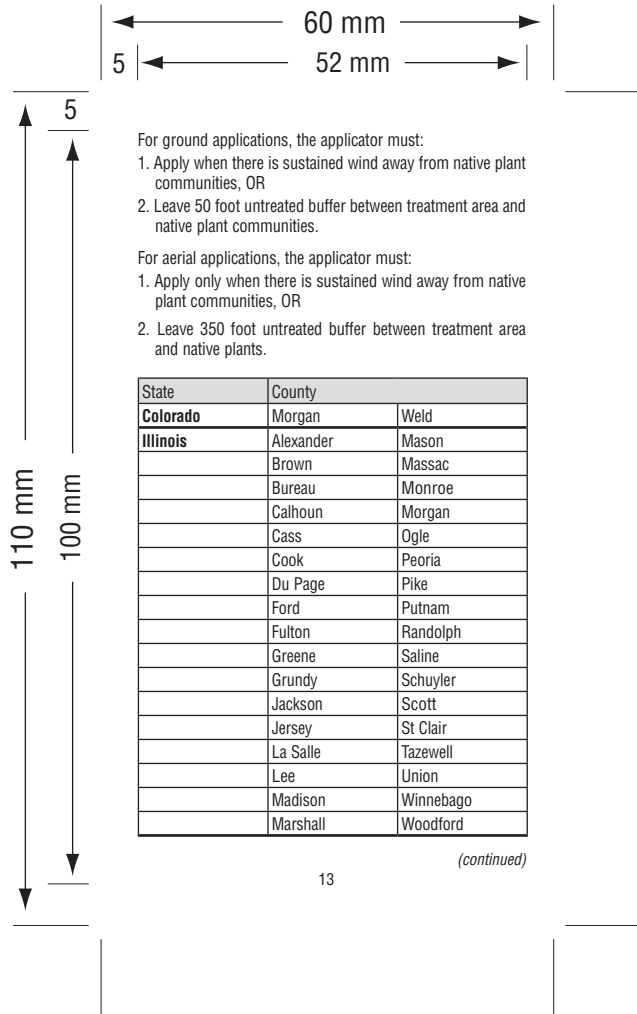 60 mm
5 52 mm
5
110 mm
100 mm
For ground applications, the applicator must:
1. Apply when there is sustained wind away from native plant
communities, OR
2. Leave 50 foot untreated buffer between treatment area and
native plant communities.
For aerial applications, the applicator must:
1. Apply only when there is sustained wind away from native
plant communities, OR
2. Leave 350 foot untreated buffer between treatment area
and native plants.
State County
Colorado Morgan Weld
Illinois Alexander Mason
Brown Massac
Bureau Monroe
Calhoun Morgan
Cass Ogle
Cook Peoria
Du Page Pike
Ford Putnam
Fulton Randolph
Greene Saline
Grundy Schuyler
Jackson Scott
Jersey St Clair
La Salle Tazewell
Lee Union
Madison Winnebago
Marshall Woodford
(continued)
13